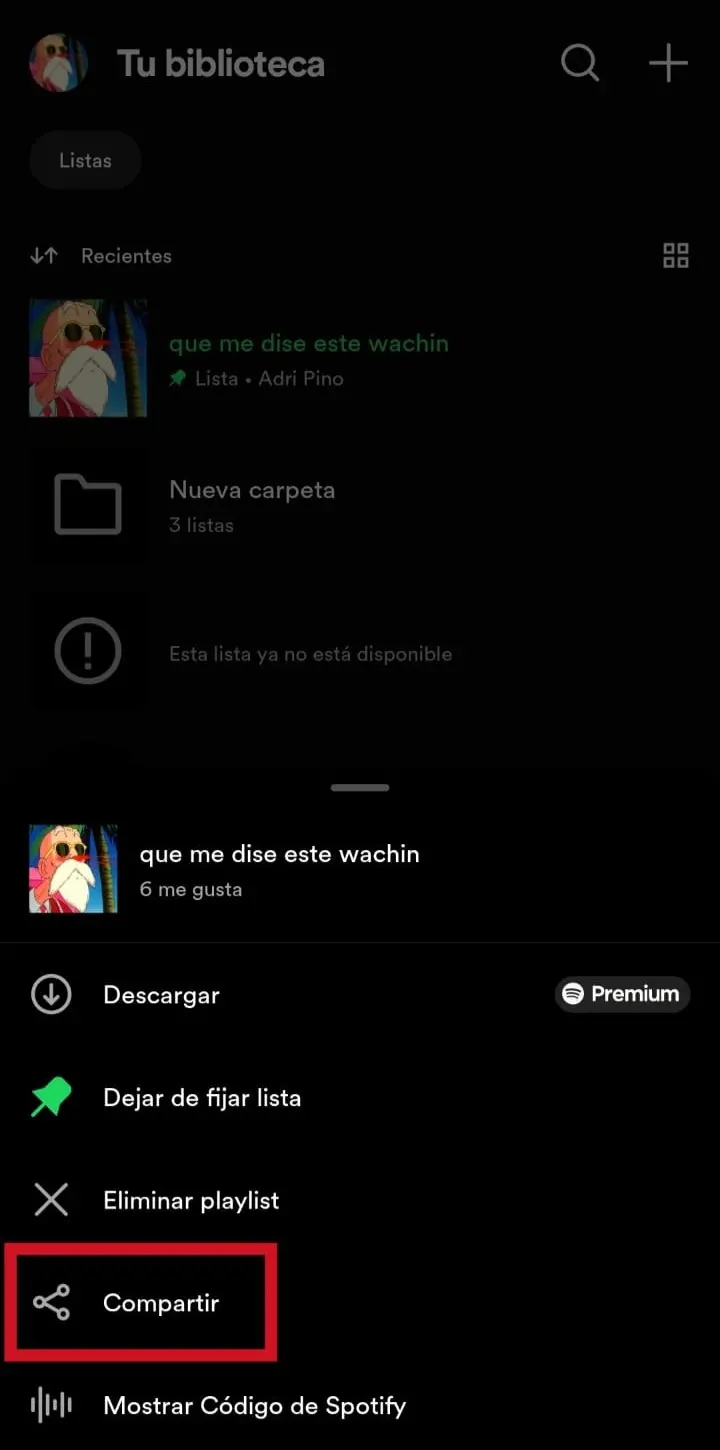 Tu biblioteca
Listas
Recientes
que me dise este wachin
Lista • Adri Pino
Nueva carpeta
3 listas
Esta lista ya no está disponible
que me dise este wachin
6 me gusta
Descargar
Premium
Dejar de fijar lista
Eliminar playlist
Compartir
Mostrar Código de Spotify